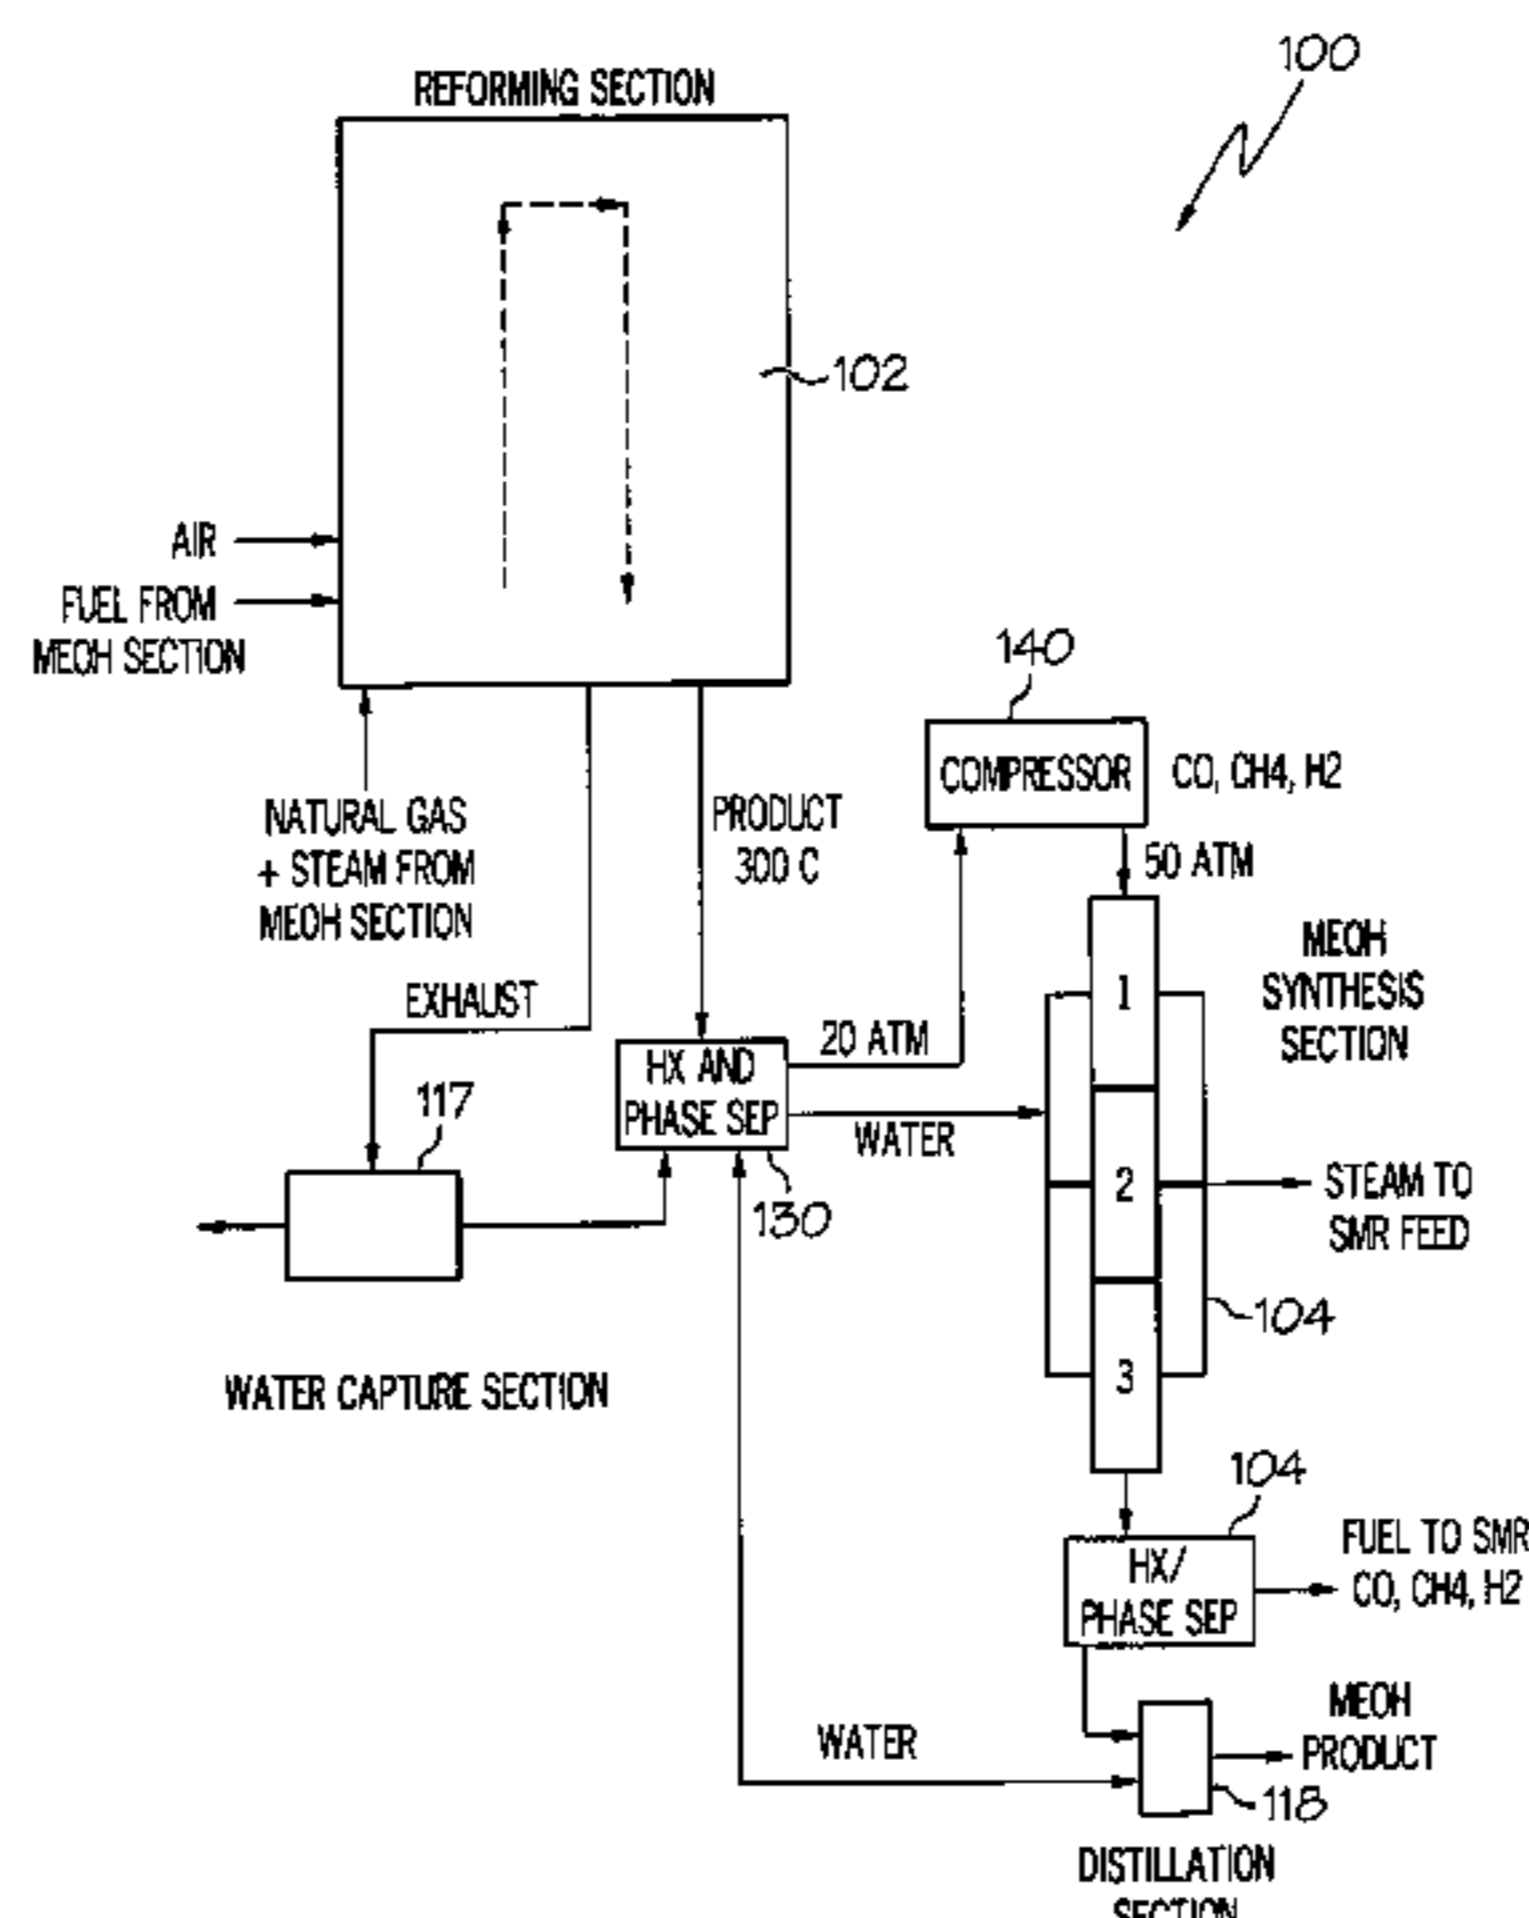 100
REFORMING SECTION
102
AIR
FUEL FROM
MEOH SECTION
140
COMPRESSOR
CO, CH4, H2
NATURAL GAS
+ STEAM FROM
MEOH SECTION
PRODUCT
300 C
50 ATM
MEOH
SYNTHESIS
SECTION
1
EXHAUST
20 ATM
HX AND
PHASE SEP
117
WATER
130
2
STEAM TO
SMR FEED
104
3
WATER CAPTURE SECTION
104
HX/
PHASE SEP
FUEL TO SMR
CO, CH4, H2
MEOH
PRODUCT
WATER
118
DISTILLATION
SECTION